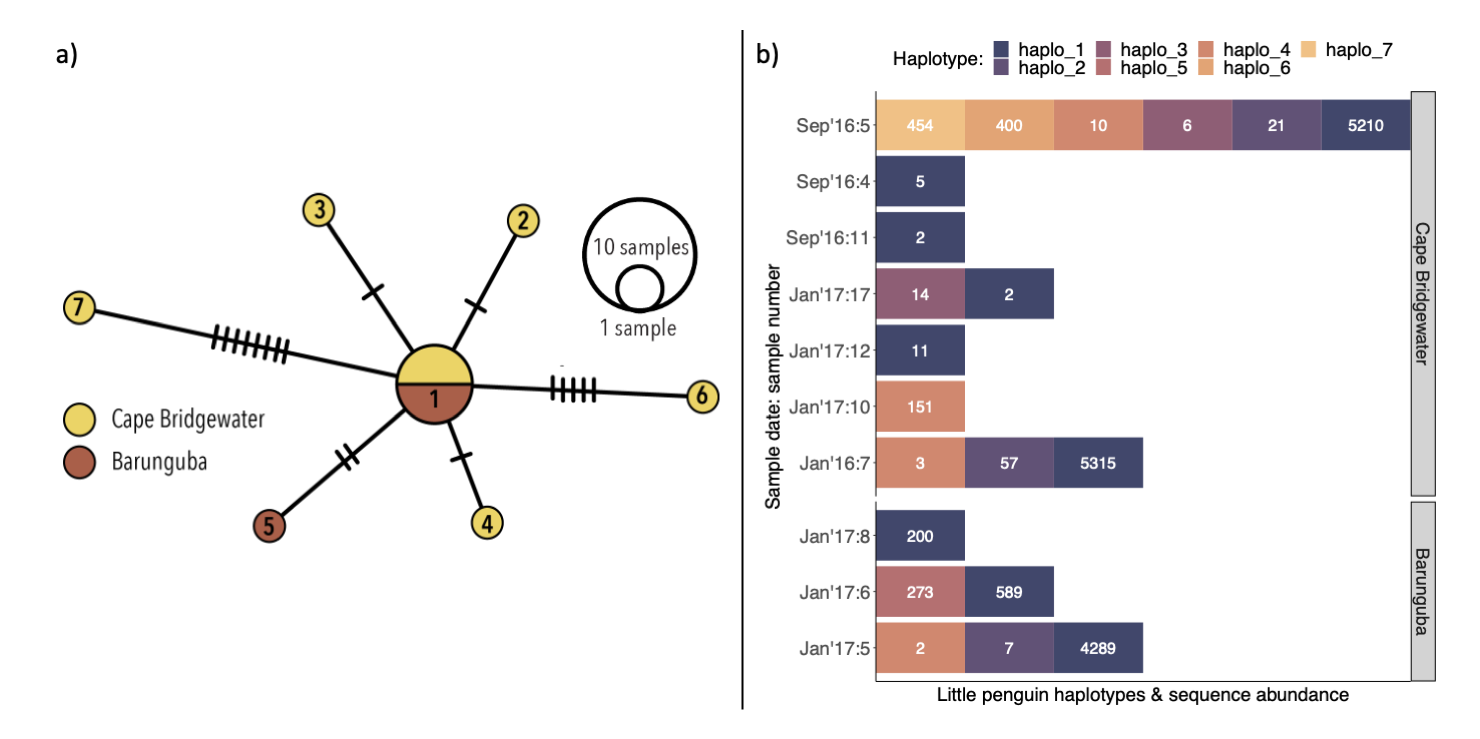 a)
3
2
10 samples
1 sample
7
1
6
Cape Bridgewater
Barunguba
5
4
b)
Haplotype: haplo_1 haplo_3 haplo_4 haplo_7
haplo_2 haplo_5 haplo_6
Sample date: sample number
Sep'16:5 454 400 10 6 21 5210
Sep'16:4 5
Sep'16:11 2
Jan'17:17 14 2
Jan'17:12 11
Jan'17:10 151
Jan'16:7 3 57 5315
Cape Bridgewater
Jan'17:8 200
Jan'17:6 273 589
Jan'17:5 2 7 4289
Barunguba
Little penguin haplotypes & sequence abundance